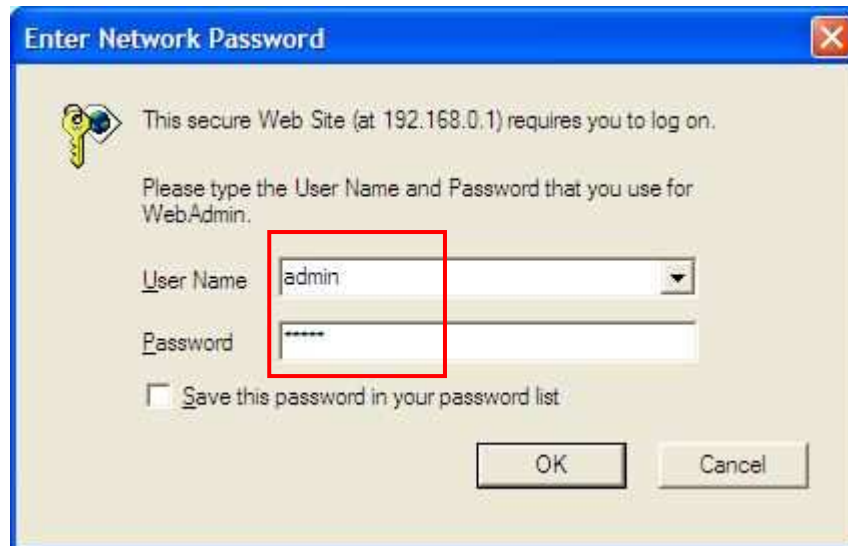 Enter Network Password
This secure Web Site (at 192.168.0.1) requires you to log on.
Please type the User Name and Password that you use for
WebAdmin.
User Name admin
Password *****
Save this password in your password list
OK Cancel